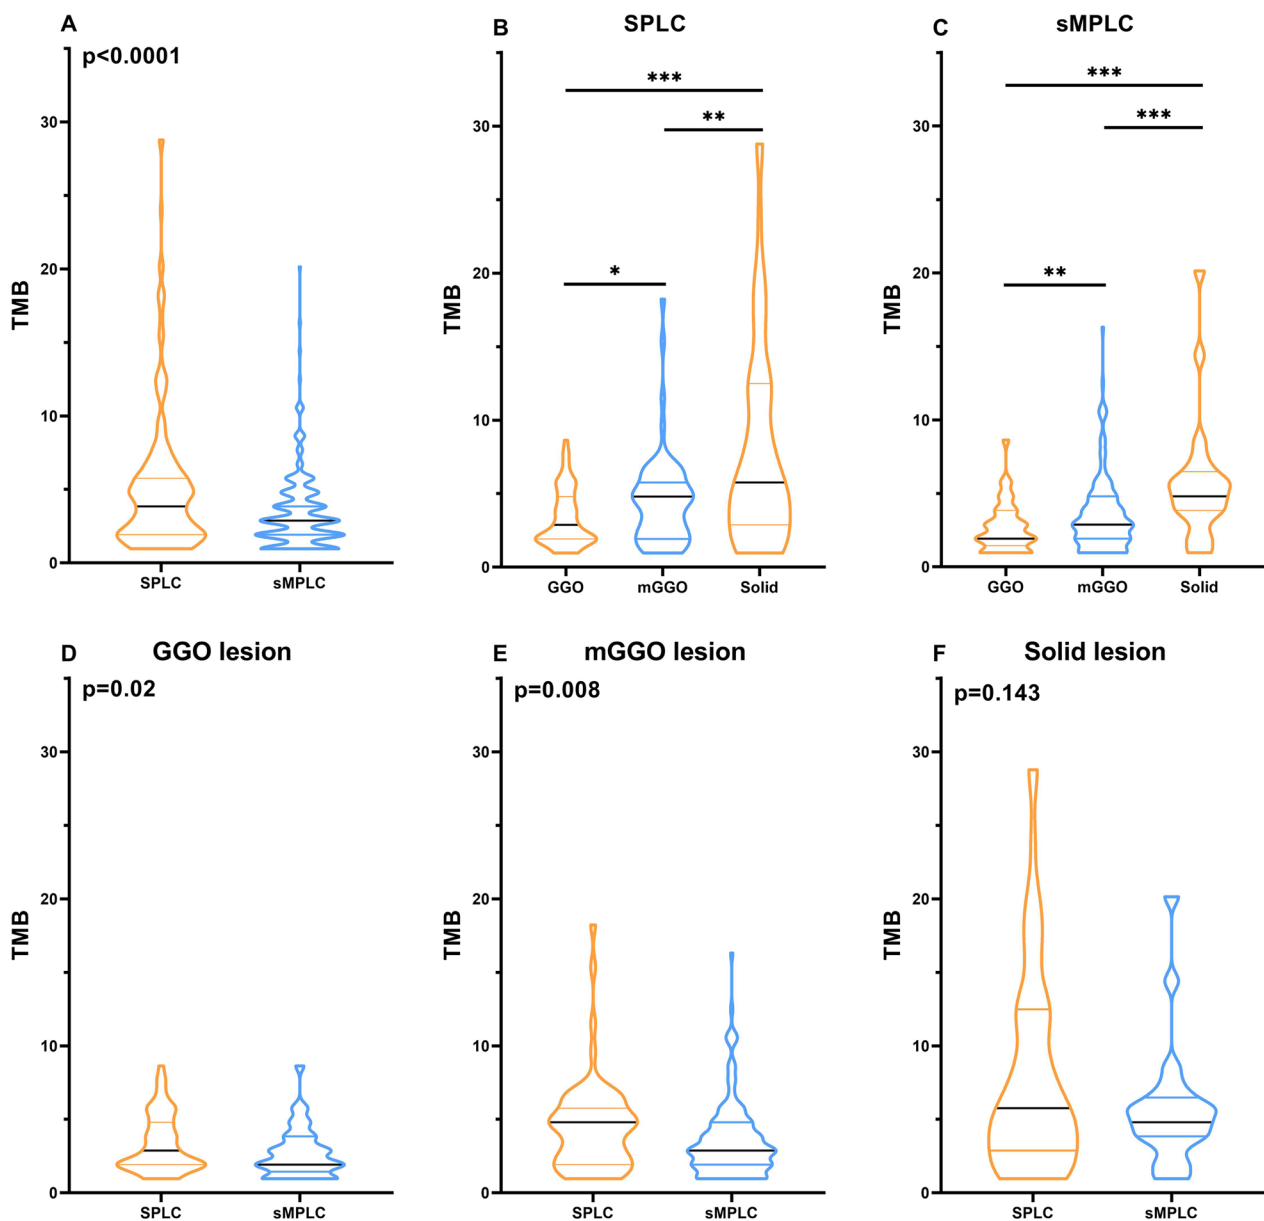 A
p<0.0001
TMB
30
20
10
0
SPLC sMPLC
B
SPLC
***
**
*
TMB
30
20
10
0
GGO mGGO Solid
C
sMPLC
***
***
**
TMB
30
20
10
0
GGO mGGO Solid
D
GGO lesion
p=0.02
TMB
30
20
10
0
SPLC sMPLC
E
mGGO lesion
p=0.008
TMB
30
20
10
0
SPLC sMPLC
F
Solid lesion
p=0.143
TMB
30
20
10
0
SPLC sMPLC